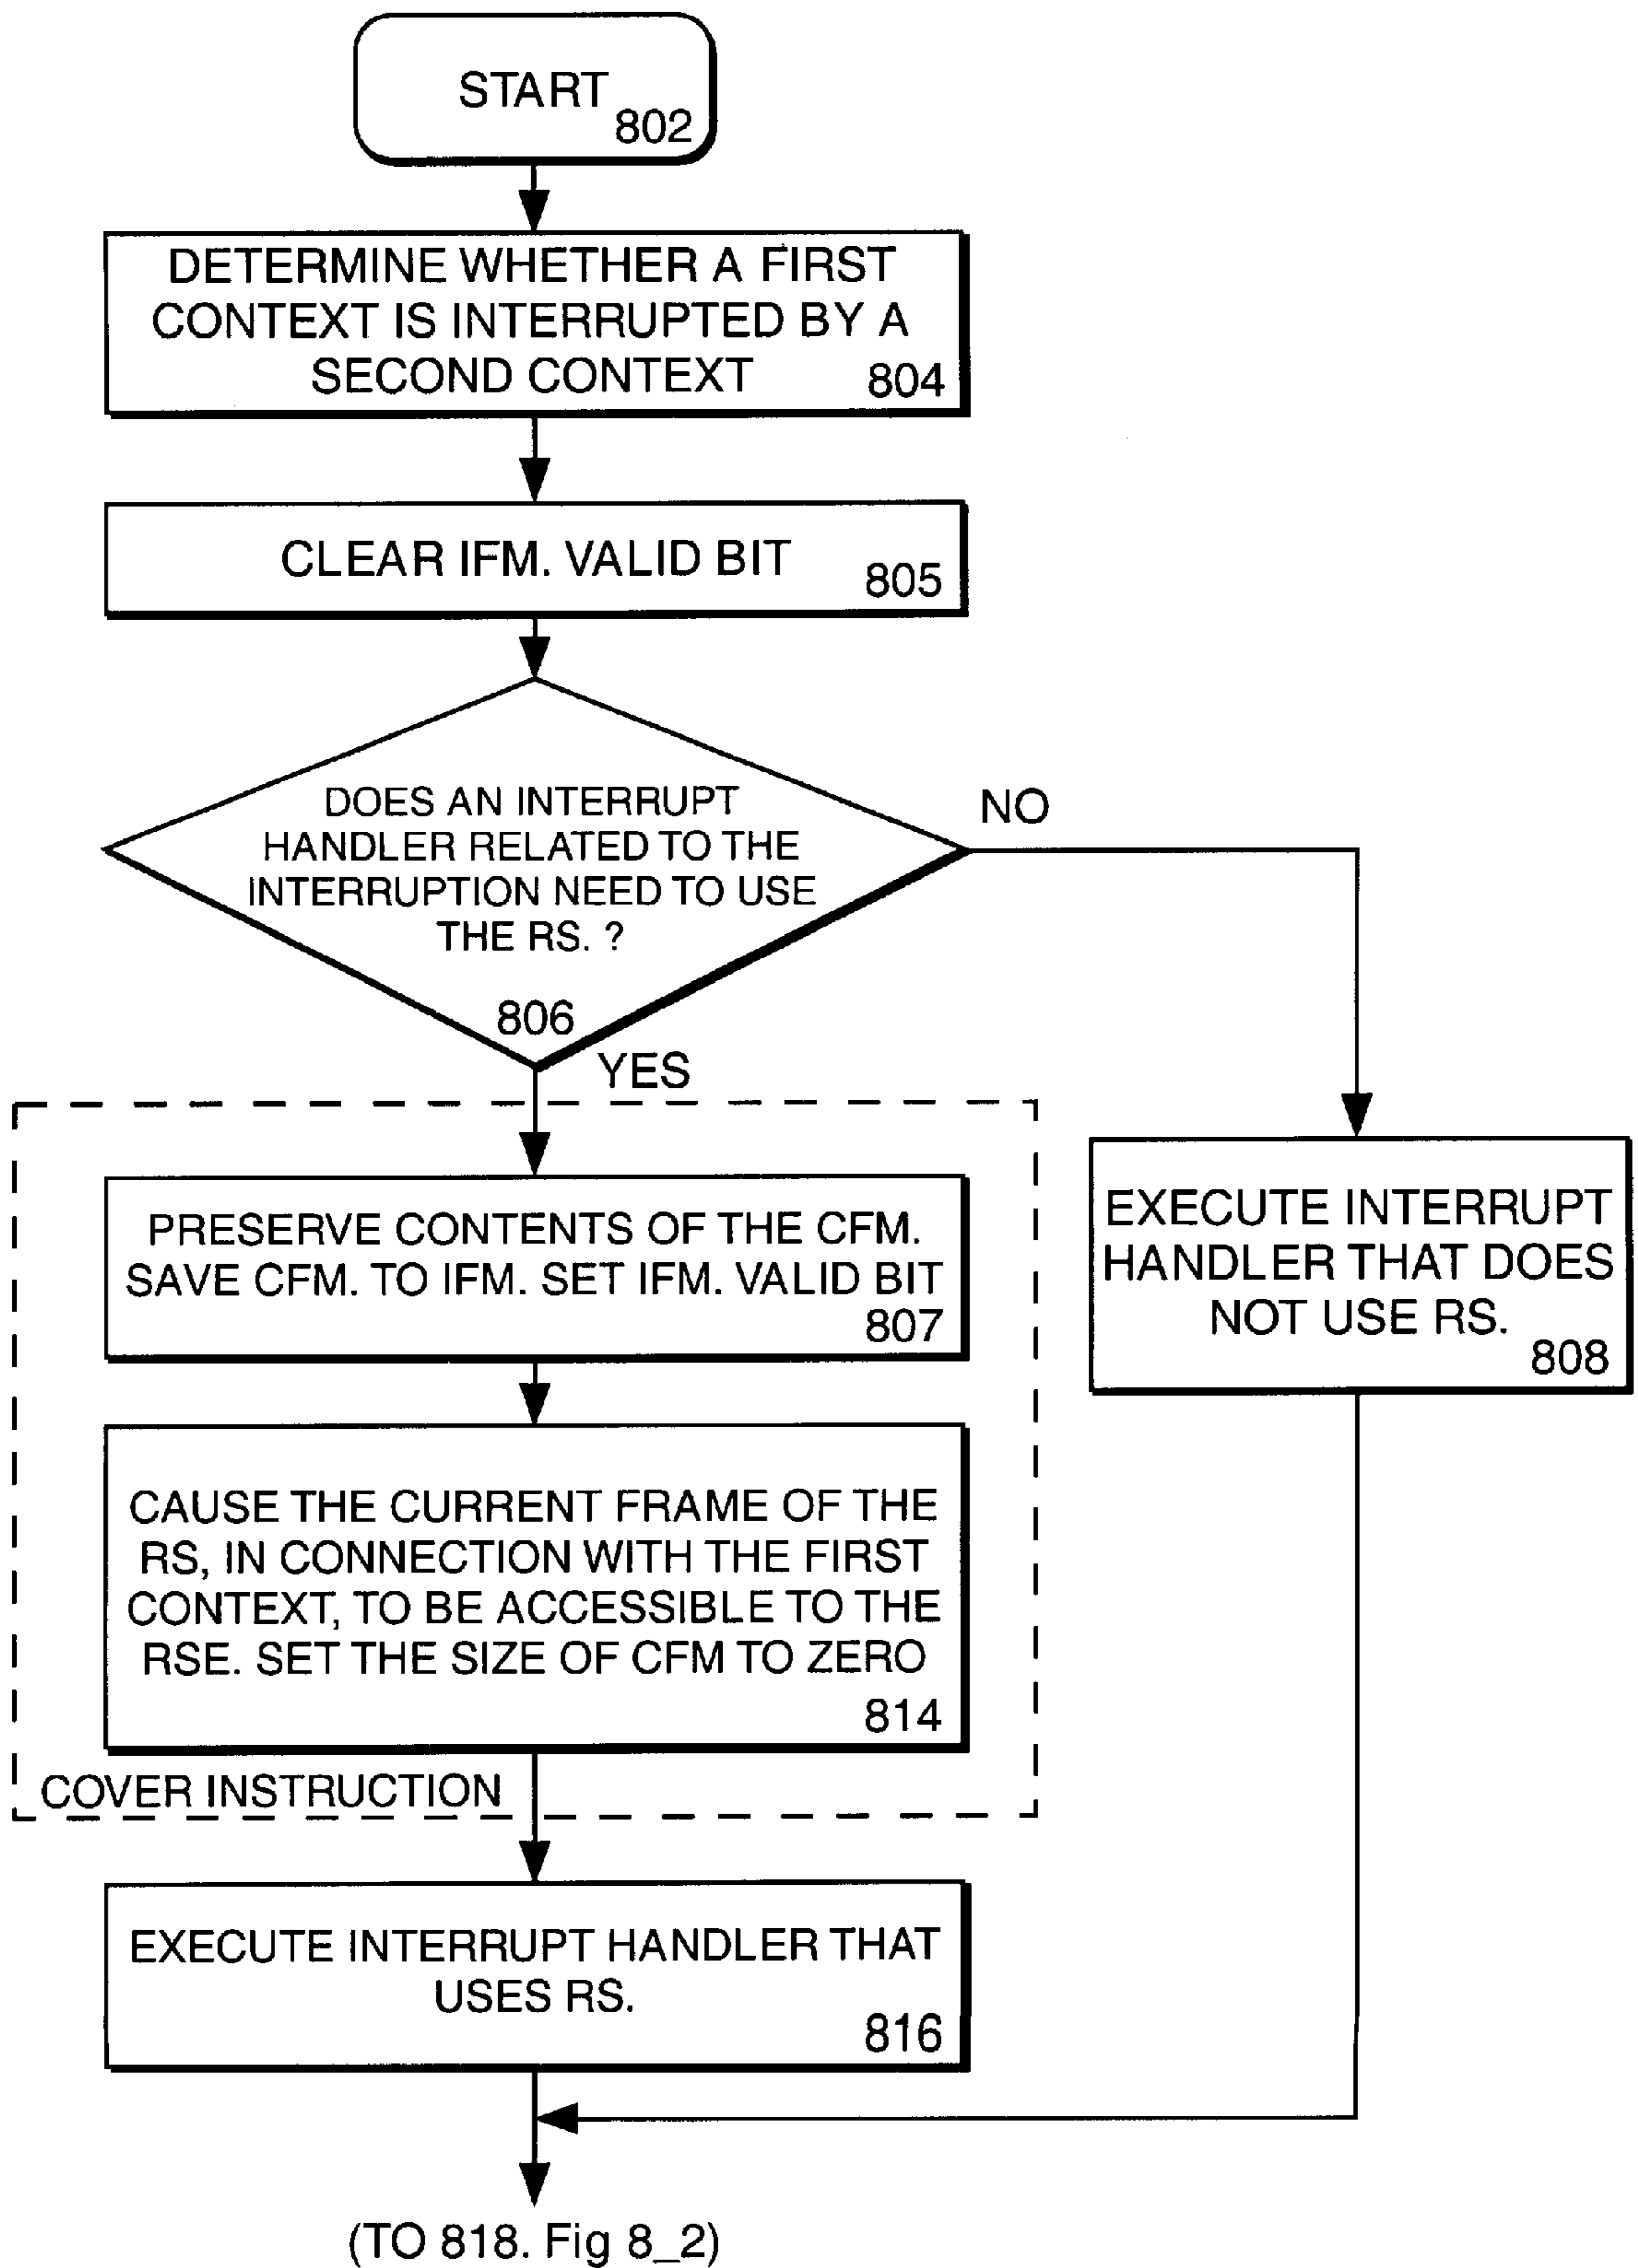 START
802
DETERMINE WHETHER A FIRST
CONTEXT IS INTERRUPTED BY A
SECOND CONTEXT
804
CLEAR IFM. VALID BIT
805
DOES AN INTERRUPT
HANDLER RELATED TO THE
INTERRUPTION NEED TO USE
THE RS. ?
806
NO
YES
PRESERVE CONTENTS OF THE CFM.
SAVE CFM. TO IFM. SET IFM. VALID BIT
807
EXECUTE INTERRUPT
HANDLER THAT DOES
NOT USE RS.
808
CAUSE THE CURRENT FRAME OF THE
RS, IN CONNECTION WITH THE FIRST
CONTEXT, TO BE ACCESSIBLE TO THE
RSE. SET THE SIZE OF CFM TO ZERO
814
COVER INSTRUCTION
EXECUTE INTERRUPT HANDLER THAT
USES RS.
816
(TO 818. Fig 8_2)